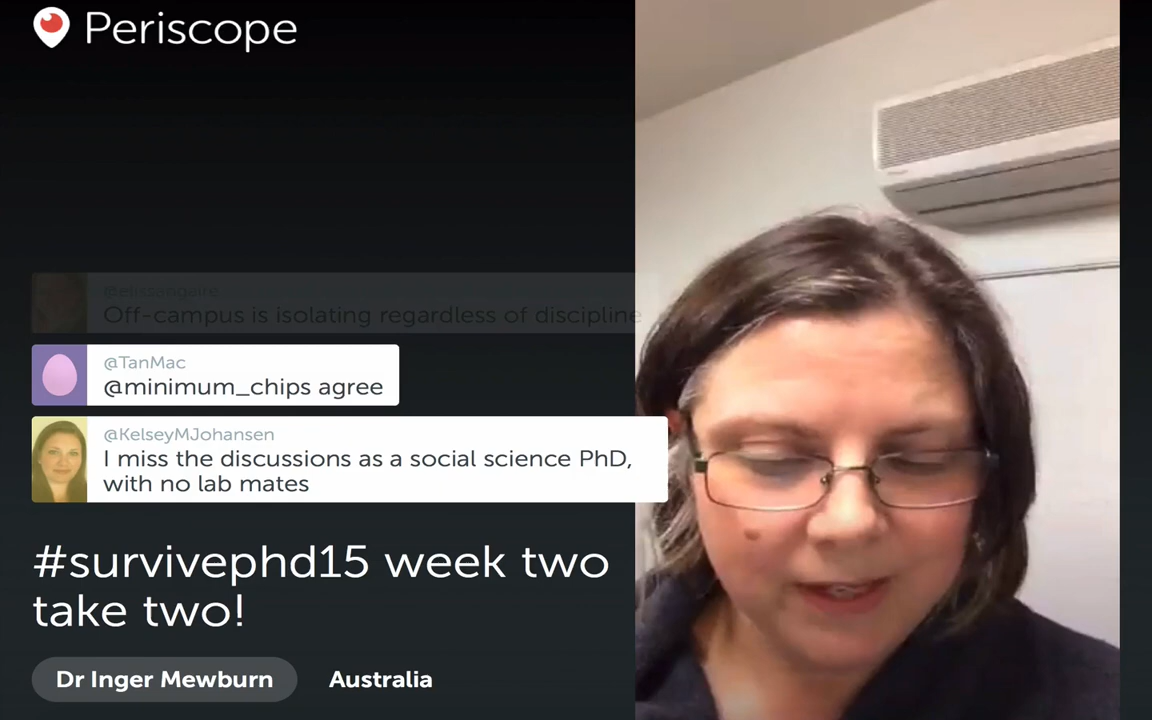 Periscope
Off-campus is isolating regardless of discipline
@TanMac
@minimum_chips agree
@KelseyMJohansen
I miss the discussions as a social science PhD,
with no lab mates
#survivephd15 week two
take two!
Dr Inger Mewburn
Australia